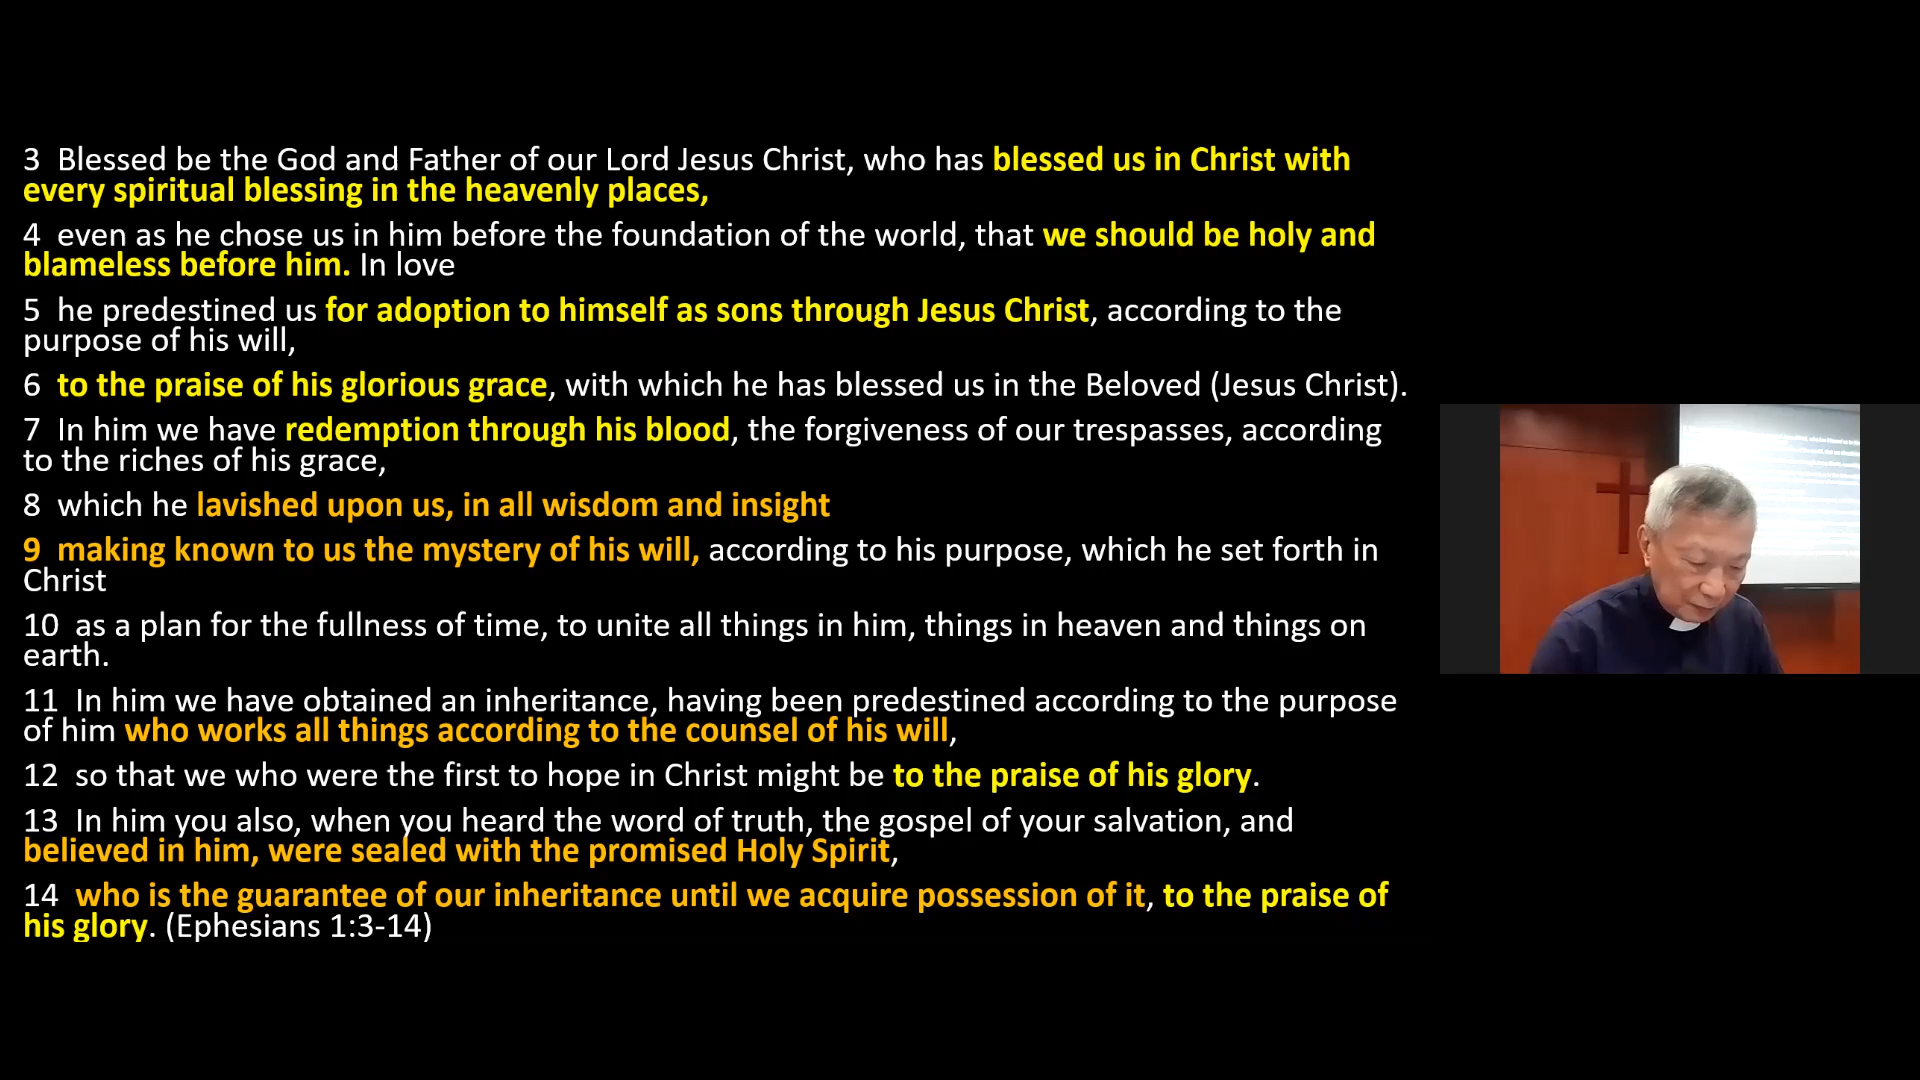 3  Blessed be the God and Father of our Lord Jesus Christ, who has blessed us in Christ with
every spiritual blessing in the heavenly places,
4  even as he chose us in him before the foundation of the world, that we should be holy and
blameless before him. In love
5  he predestined us for adoption to himself as sons through Jesus Christ, according to the
purpose of his will,
6  to the praise of his glorious grace, with which he has blessed us in the Beloved (Jesus Christ).
7  In him we have redemption through his blood, the forgiveness of our trespasses, according
to the riches of his grace,
8  which he lavished upon us, in all wisdom and insight
9  making known to us the mystery of his will, according to his purpose, which he set forth in
Christ
10  as a plan for the fullness of time, to unite all things in him, things in heaven and things on
earth.
11  In him we have obtained an inheritance, having been predestined according to the purpose
of him who works all things according to the counsel of his will,
12  so that we who were the first to hope in Christ might be to the praise of his glory.
13  In him you also, when you heard the word of truth, the gospel of your salvation, and
believed in him, were sealed with the promised Holy Spirit,
14  who is the guarantee of our inheritance until we acquire possession of it, to the praise of
his glory. (Ephesians 1:3-14)